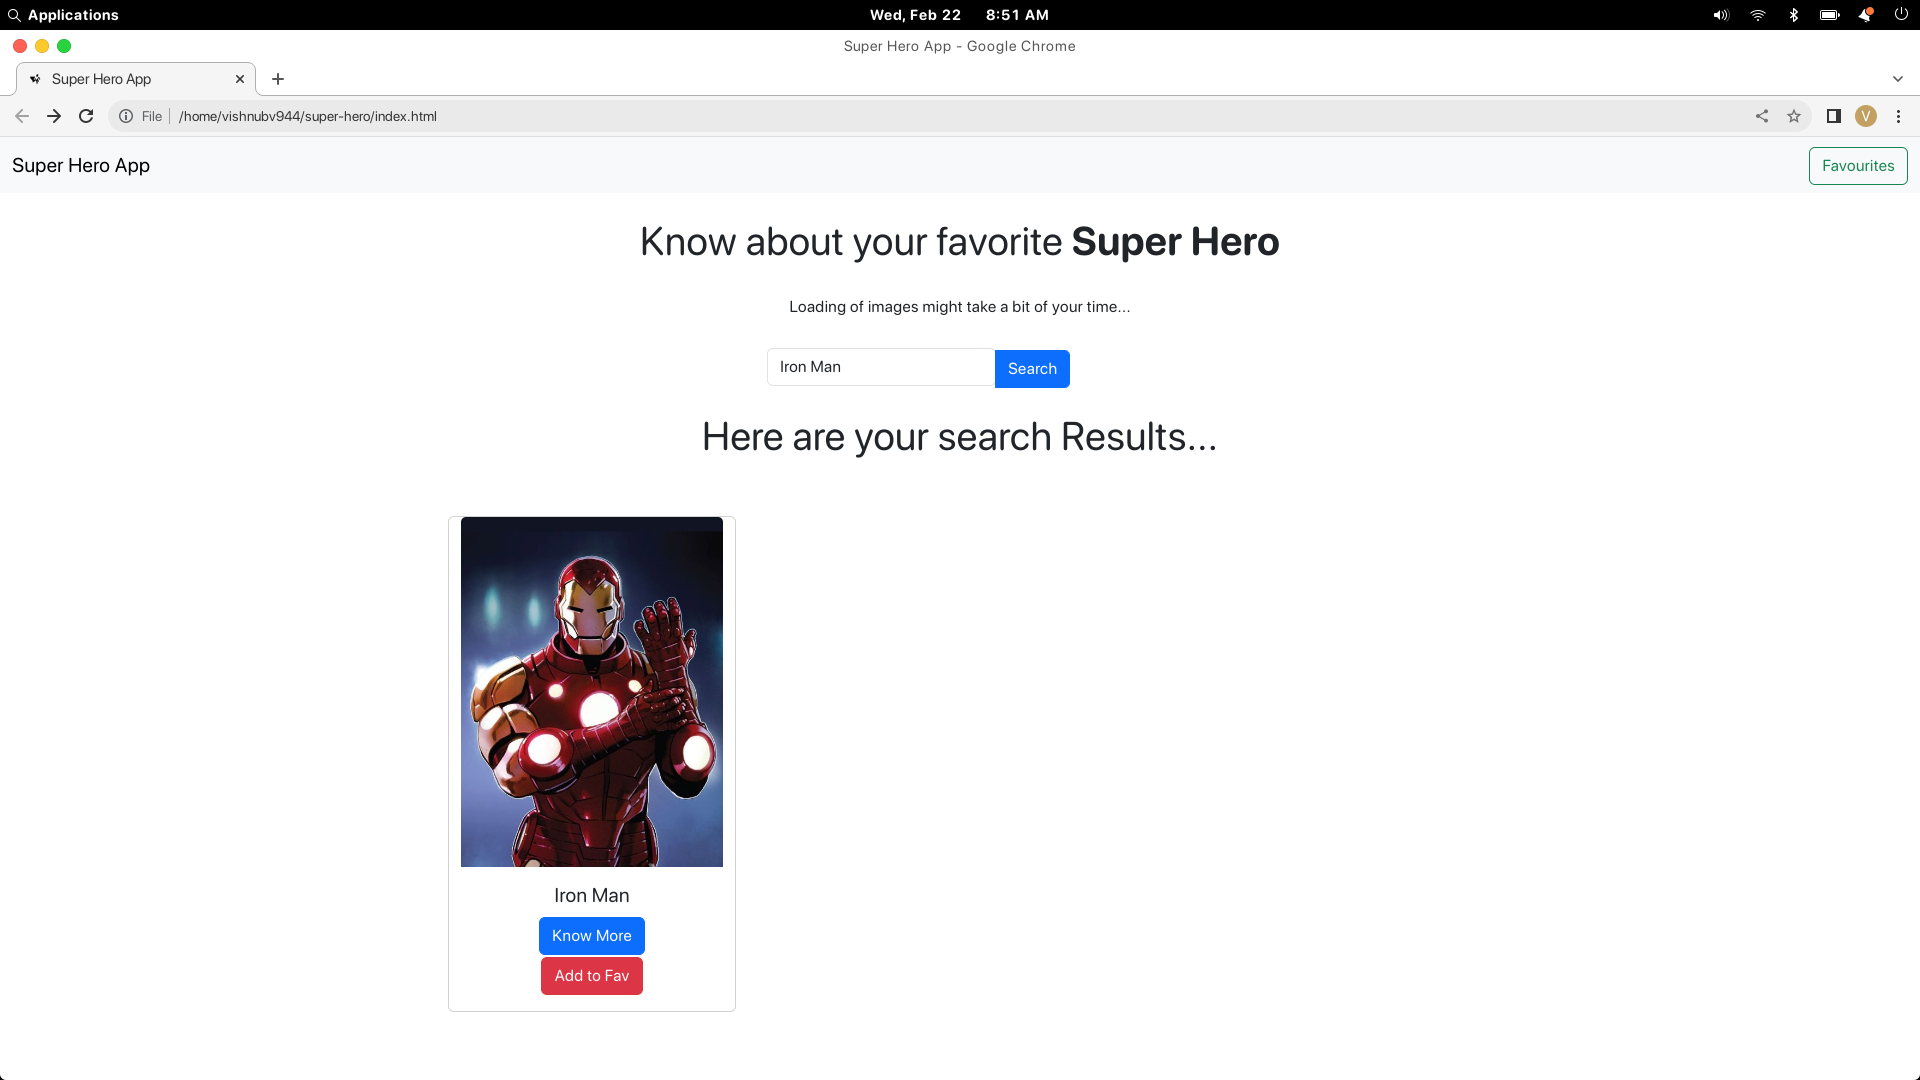 Applications
Wed, Feb 22 8:51 AM
Super Hero App - Google Chrome
Super Hero App
File /home/vishnubv944/super-hero/index.html
V
Super Hero App
Favourites
Know about your favorite Super Hero
Loading of images might take a bit of your time...
Iron Man
Search
Here are your search Results...
Iron Man
Know More
Add to Fav